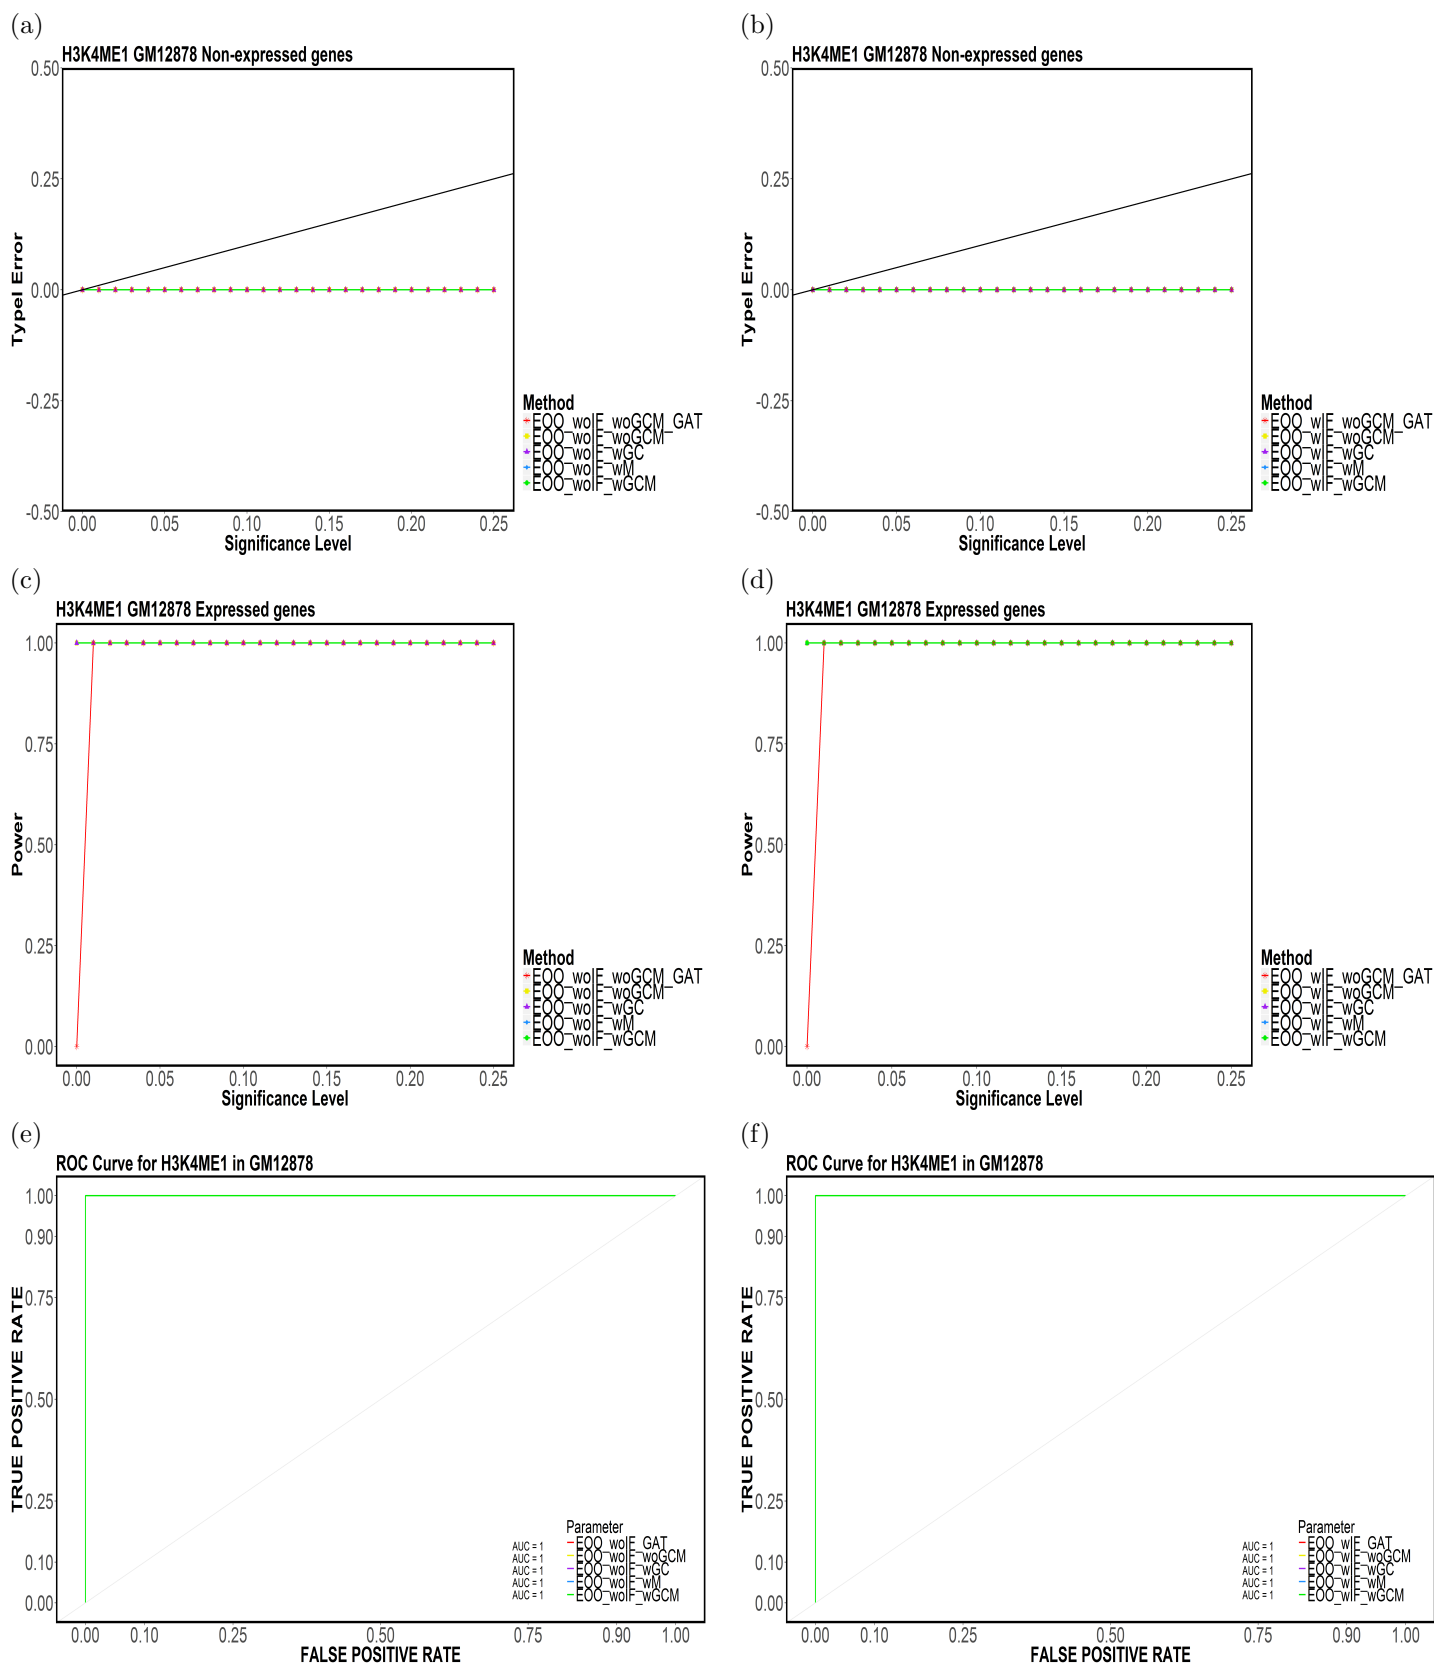 (a)
H3K4ME1 GM12878 Non-expressed genes
0.50
0.25
0.00
-0.25
-0.50
TypeI Error
0.00 0.05 0.10 0.15 0.20 0.25
Significance Level
Method
EOO_woIF_woGCM_GAT
EOO_woIF_woGCM
EOO_woIF_wGC
EOO_woIF_wM
EOO_woIF_wGCM
(b)
H3K4ME1 GM12878 Non-expressed genes
0.50
0.25
0.00
-0.25
-0.50
TypeI Error
0.00 0.05 0.10 0.15 0.20 0.25
Significance Level
Method
EOO_wIF_woGCM_GAT
EOO_wIF_woGCM
EOO_wIF_wGC
EOO_wIF_wM
EOO_wIF_wGCM
(c)
H3K4ME1 GM12878 Expressed genes
1.00
0.75
0.50
0.25
0.00
Power
0.00 0.05 0.10 0.15 0.20 0.25
Significance Level
Method
EOO_woIF_woGCM_GAT
EOO_woIF_woGCM
EOO_woIF_wGC
EOO_woIF_wM
EOO_woIF_wGCM
(d)
H3K4ME1 GM12878 Expressed genes
1.00
0.75
0.50
0.25
0.00
Power
0.00 0.05 0.10 0.15 0.20 0.25
Significance Level
Method
EOO_wIF_woGCM_GAT
EOO_wIF_woGCM
EOO_wIF_wGC
EOO_wIF_wM
EOO_wIF_wGCM
(e)
ROC Curve for H3K4ME1 in GM12878
1.00
0.90
0.75
0.50
0.25
0.10
0.00
TRUE POSITIVE RATE
0.00 0.10 0.25 0.50 0.75 0.90 1.00
FALSE POSITIVE RATE
Parameter
AUC = 1 EOO_woIF_GAT
AUC = 1 EOO_woIF_woGCM
AUC = 1 EOO_woIF_wGC
AUC = 1 EOO_woIF_wM
AUC = 1 EOO_woIF_wGCM
(f)
ROC Curve for H3K4ME1 in GM12878
1.00
0.90
0.75
0.50
0.25
0.10
0.00
TRUE POSITIVE RATE
0.00 0.10 0.25 0.50 0.75 0.90 1.00
FALSE POSITIVE RATE
Parameter
AUC = 1 EOO_wIF_GAT
AUC = 1 EOO_wIF_woGCM
AUC = 1 EOO_wIF_wGC
AUC = 1 EOO_wIF_wM
AUC = 1 EOO_wIF_wGCM